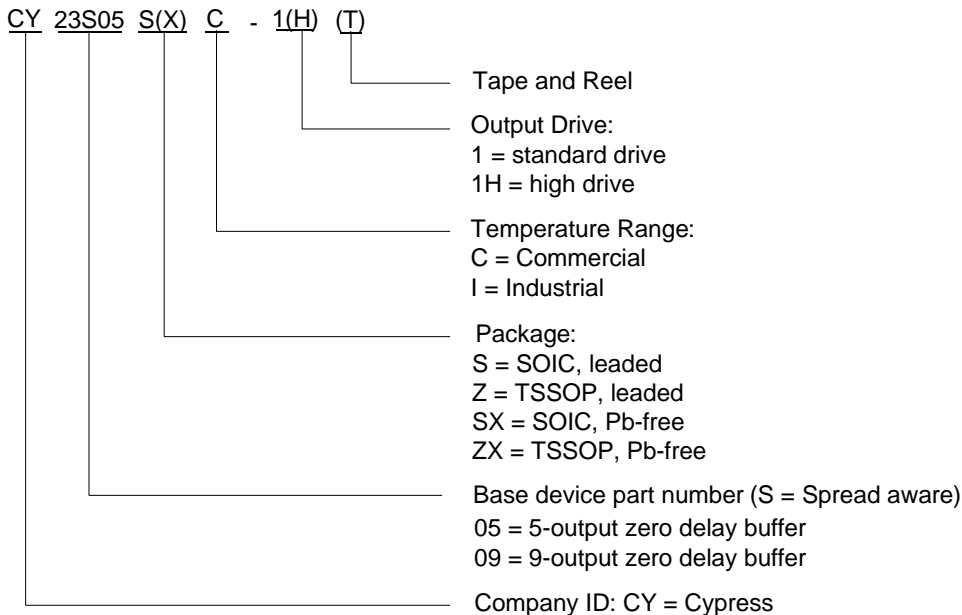 CY 23S05 S(X) C - 1(H) (T)
Tape and Reel
Output Drive:
1 = standard drive
1H = high drive
Temperature Range:
C = Commercial
I = Industrial
Package:
S = SOIC, leaded
Z = TSSOP, leaded
SX = SOIC, Pb-free
ZX = TSSOP, Pb-free
Base device part number (S = Spread aware)
05 = 5-output zero delay buffer
09 = 9-output zero delay buffer
Company ID: CY = Cypress